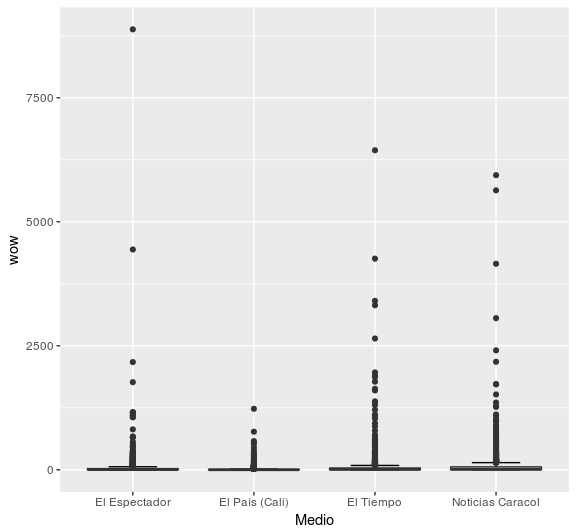 wow
7500
5000
2500
0
El Espectador El País (Cali) El Tiempo Noticias Caracol
Medio